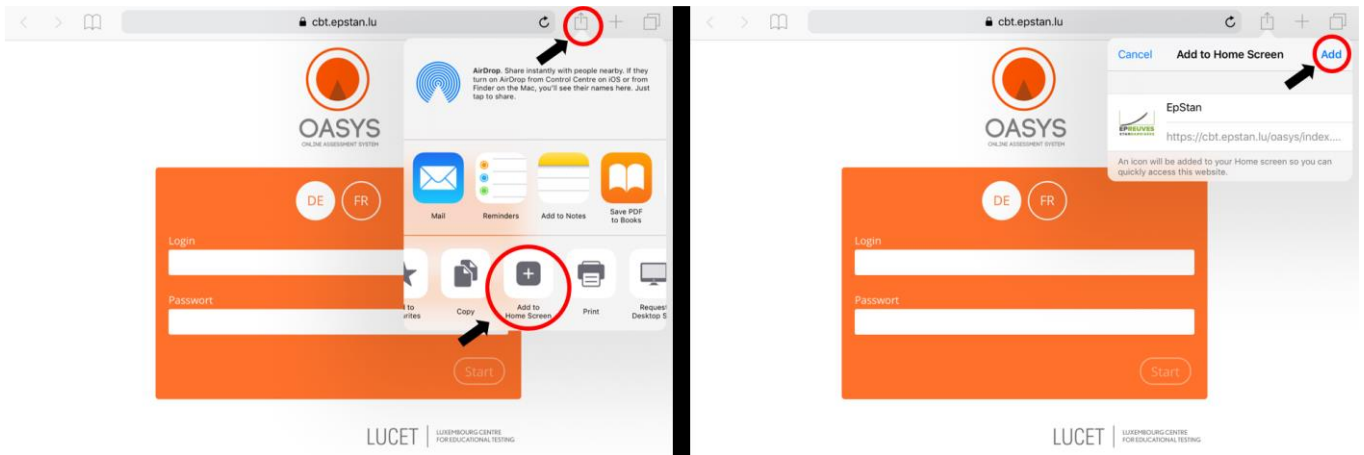 cbt.epstan.lu
AirDrop. Share instantly with people nearby. If they
turn on AirDrop from Control Centre on iOS or from
Finder on the Mac, you'll see their names here. Just
tap to share.
OASYS
ONLINE ASSESSMENT SYSTEM
Mail
Reminders
Add to Notes
Save PDF
to Books
DE
FR
Login
Passwort
to
Copy
Add to
Home Screen
Print
Request
Desktop S
Start
LUCET
LUXEMBOURG CENTRE
FOR EDUCATIONAL TESTING
cbt.epstan.lu
Cancel
Add to Home Screen
Add
EpStan
EPREUVES
https://cbt.epstan.lu/oasys/index....
An icon will be added to your Home screen so you can
quickly access this website.
OASYS
ONLINE ASSESSMENT SYSTEM
DE
FR
Login
Passwort
Start
LUCET
LUXEMBOURG CENTRE
FOR EDUCATIONAL TESTING